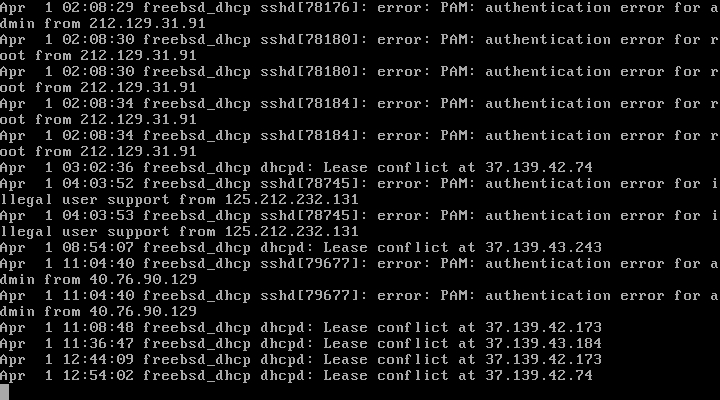 Apr  1 02:08:29 freebsd_dhcp sshd[78176]: error: PAM: authentication error for a
dmin from 212.129.31.91
Apr  1 02:08:30 freebsd_dhcp sshd[78180]: error: PAM: authentication error for r
oot from 212.129.31.91
Apr  1 02:08:30 freebsd_dhcp sshd[78180]: error: PAM: authentication error for r
oot from 212.129.31.91
Apr  1 02:08:34 freebsd_dhcp sshd[78184]: error: PAM: authentication error for r
oot from 212.129.31.91
Apr  1 02:08:34 freebsd_dhcp sshd[78184]: error: PAM: authentication error for r
oot from 212.129.31.91
Apr  1 03:02:36 freebsd_dhcp dhcpd: Lease conflict at 37.139.42.74
Apr  1 04:03:52 freebsd_dhcp sshd[78745]: error: PAM: authentication error for i
llegal user support from 125.212.232.131
Apr  1 04:03:53 freebsd_dhcp sshd[78745]: error: PAM: authentication error for i
llegal user support from 125.212.232.131
Apr  1 08:54:07 freebsd_dhcp dhcpd: Lease conflict at 37.139.43.243
Apr  1 11:04:40 freebsd_dhcp sshd[79677]: error: PAM: authentication error for a
dmin from 40.76.90.129
Apr  1 11:04:40 freebsd_dhcp sshd[79677]: error: PAM: authentication error for a
dmin from 40.76.90.129
Apr  1 11:08:48 freebsd_dhcp dhcpd: Lease conflict at 37.139.42.173
Apr  1 11:36:47 freebsd_dhcp dhcpd: Lease conflict at 37.139.43.184
Apr  1 12:44:09 freebsd_dhcp dhcpd: Lease conflict at 37.139.42.173
Apr  1 12:54:02 freebsd_dhcp dhcpd: Lease conflict at 37.139.42.74